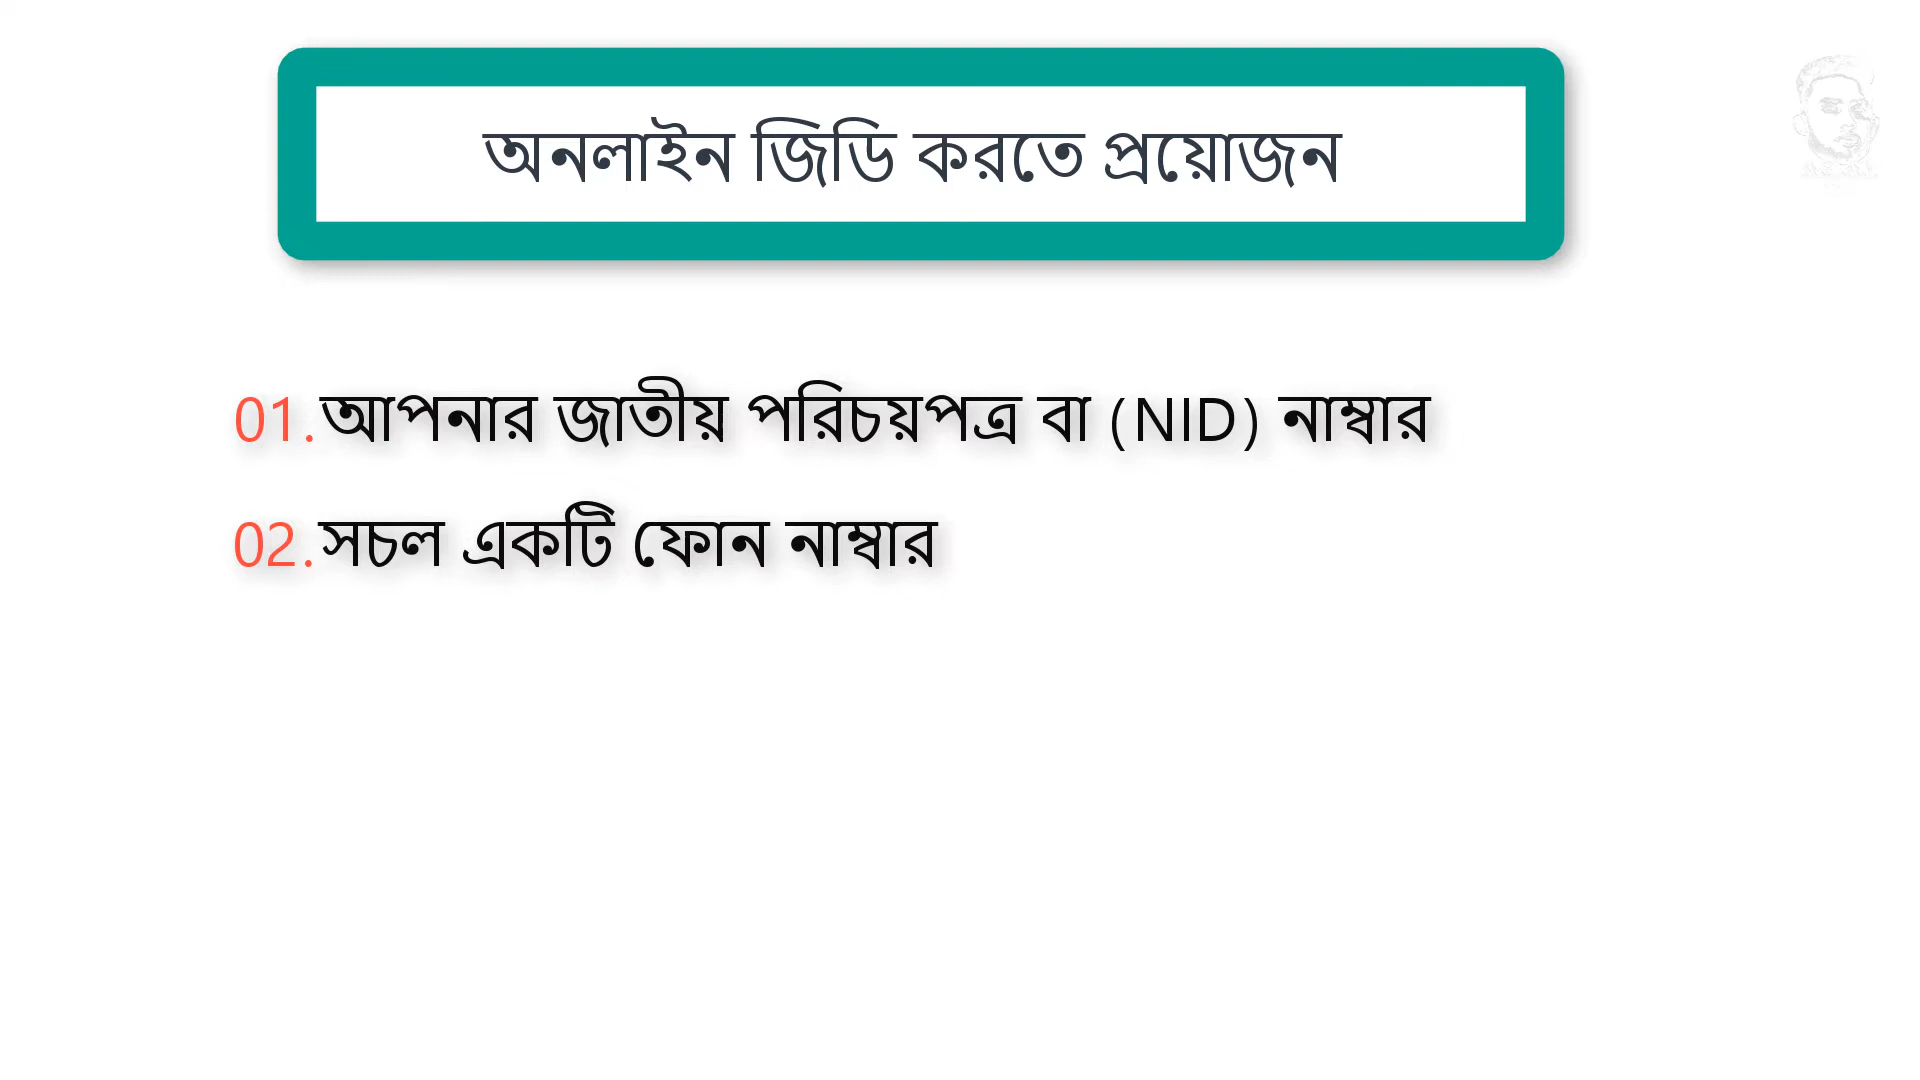 অনলাইন জিডি করতে প্রয়োজন
01.আপনার জাতীয় পরিচয়পত্র বা (NID) নাম্বার
02.সচল একটি ফোন নাম্বার